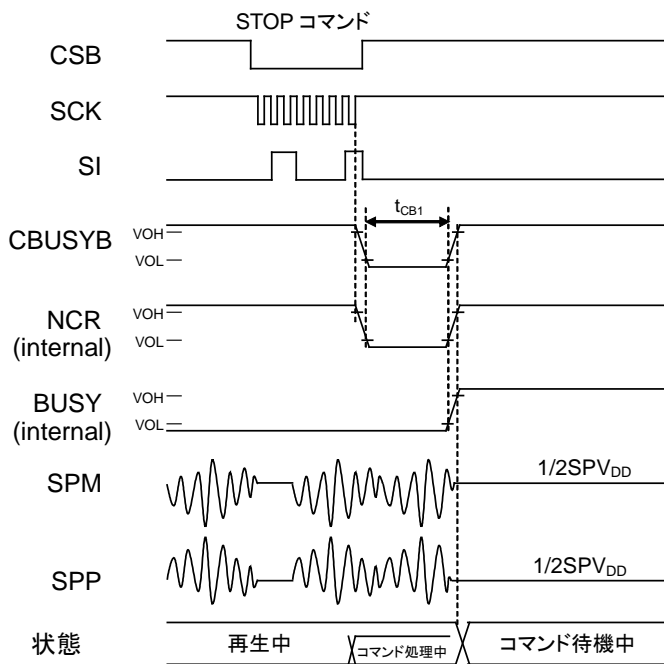 STOP コマンド
CSB
SCK
SI
tCB1
CBUSYB
VOH
VOL
NCR
(internal)
VOH
VOL
BUSY
(internal)
VOH
VOL
SPM
1/2SPVDD
SPP
1/2SPVDD
状態
再生中
コマンド処理中
コマンド待機中